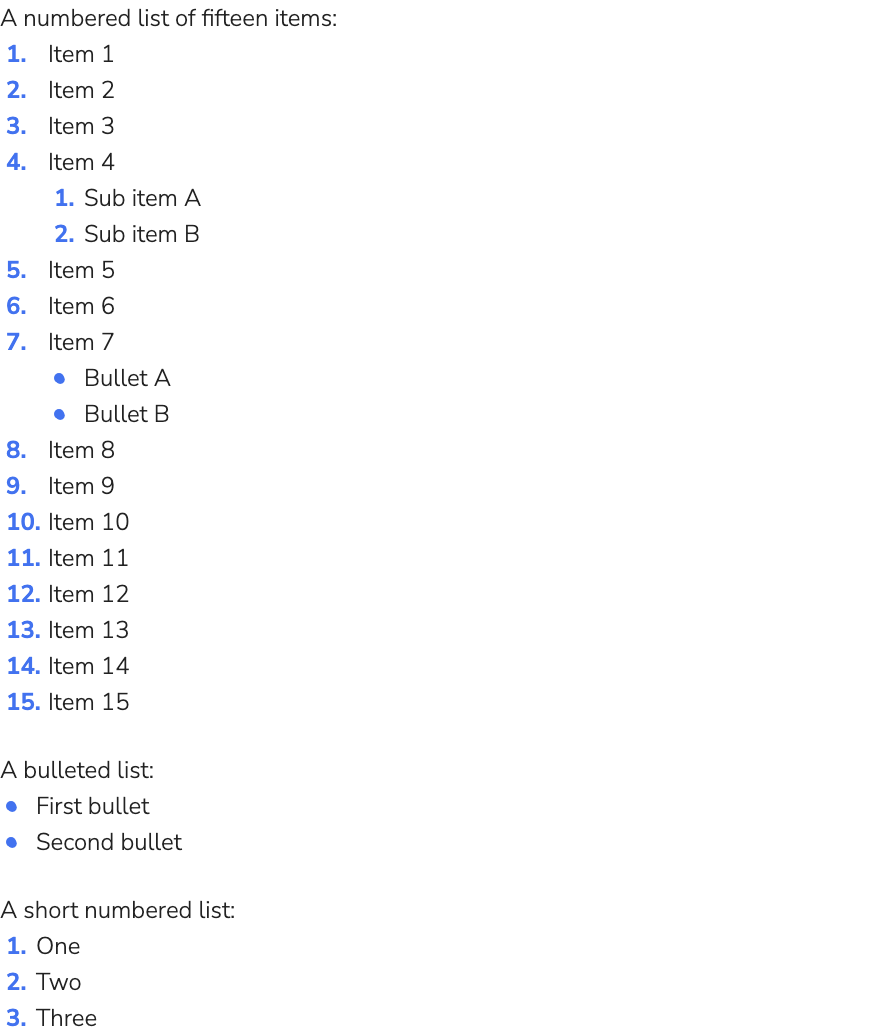 A numbered list of fifteen items:
1. Item 1
2. Item 2
3. Item 3
4. Item 4
1. Sub item A
2. Sub item B
5. Item 5
6. Item 6
7. Item 7
• Bullet A
• Bullet B
8. Item 8
9. Item 9
10. Item 10
11. Item 11
12. Item 12
13. Item 13
14. Item 14
15. Item 15
A bulleted list:
• First bullet
• Second bullet
A short numbered list:
1. One
2. Two
3. Three